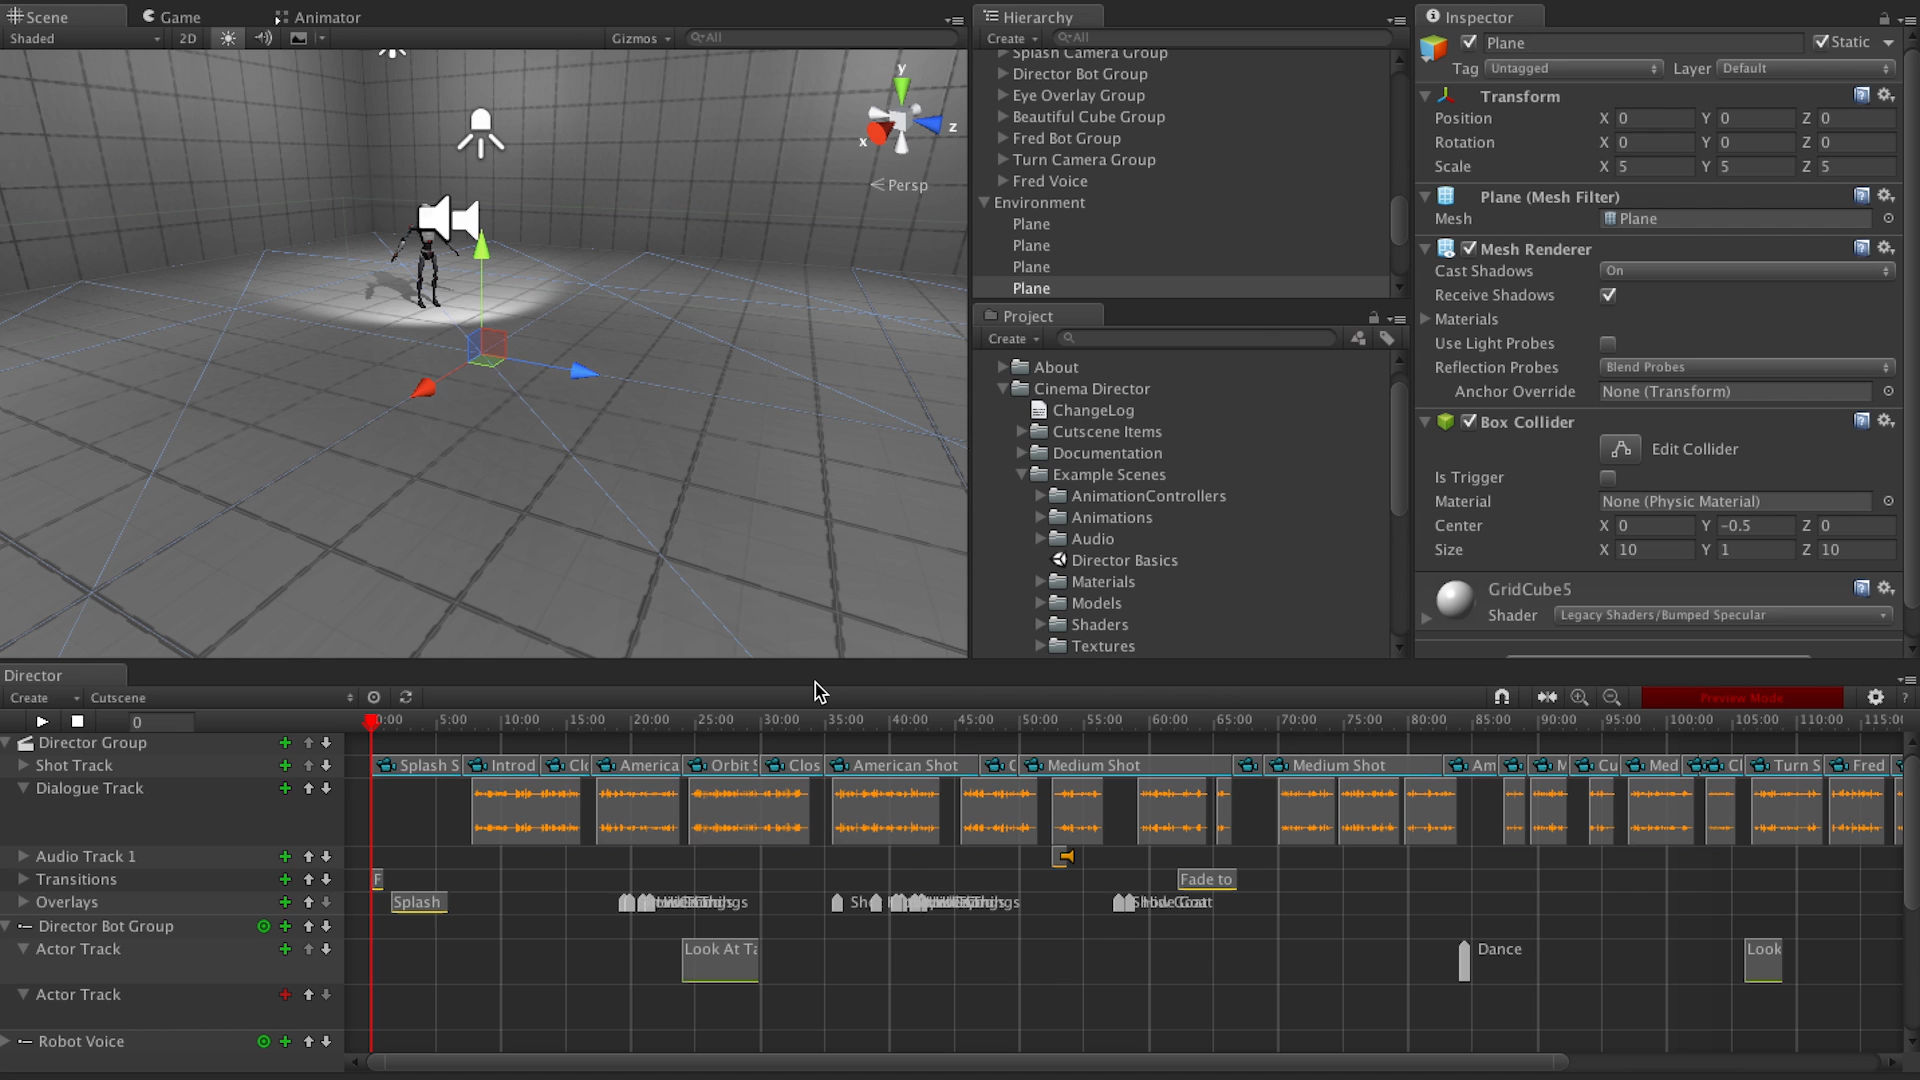 Scene
Game
Animator
Shaded
2D
Gizmos
All
y
x
z
Persp
Hierarchy
Create
All
Splash Camera Group
Director Bot Group
Eye Overlay Group
Beautiful Cube Group
Fred Bot Group
Turn Camera Group
Fred Voice
Environment
Plane
Plane
Plane
Plane
Project
Create
About
Cinema Director
ChangeLog
Cutscene Items
Documentation
Example Scenes
AnimationControllers
Animations
Audio
Director Basics
Materials
Models
Shaders
Textures
Inspector
Plane
Static
Tag Untagged
Layer Default
Transform
Position X 0 Y 0 Z 0
Rotation X 0 Y 0 Z 0
Scale X 5 Y 5 Z 5
Plane (Mesh Filter)
Mesh Plane
Mesh Renderer
Cast Shadows On
Receive Shadows
Materials
Use Light Probes
Reflection Probes Blend Probes
Anchor Override None (Transform)
Box Collider
Edit Collider
Is Trigger
Material None (Physic Material)
Center X 0 Y -0.5 Z 0
Size X 10 Y 1 Z 10
GridCube5
Shader Legacy Shaders/Bumped Specular
Director
Create Cutscene
Preview Mode
0
0:00 5:00 10:00 15:00 20:00 25:00 30:00 35:00 40:00 45:00 50:00 55:00 60:00 65:00 70:00 75:00 80:00 85:00 90:00 95:00 100:00 105:00 110:00 115:00
Director Group
Shot Track
Splash S Introd Clo America Orbit S Clos American Shot C Medium Shot Medium Shot Am M Cu Med Cl Turn S Fred
Dialogue Track
Audio Track 1
Transitions
F Fade to
Overlays
Splash
Director Bot Group
Actor Track
Look At Ta Dance Look
Actor Track
Robot Voice